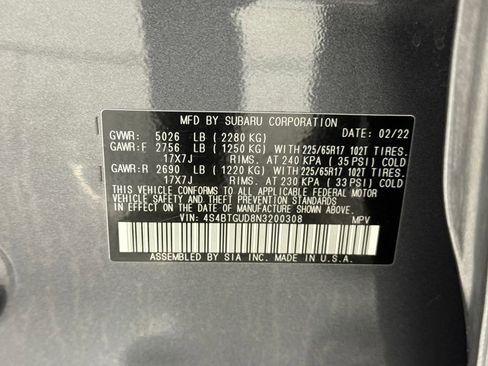 MFD BY SUBARU CORPORATION
GVWR: 5026 LB ( 2280 KG) DATE: 02/22
GAWR:F 2756 LB ( 1250 KG) WITH 225/65R17 102T TIRES.
17X7J RIMS. AT 240 KPA ( 35 PSI) COLD
GAWR:R 2690 LB ( 1220 KG) WITH 225/65R17 102T TIRES.
17X7J RIMS. AT 230 KPA ( 33 PSI) COLD
THIS VEHICLE CONFORMS TO ALL APPLICABLE FEDERAL MOTOR
VEHICLE SAFETY, BUMPER, AND THEFT PREVENTION STANDARDS
IN EFFECT ON THE DATE OF MANUFACTURE SHOWN ABOVE.
VIN: 4S4BTGUD8N3200308 MPV
ASSEMBLED BY SIA INC. MADE IN U.S.A.